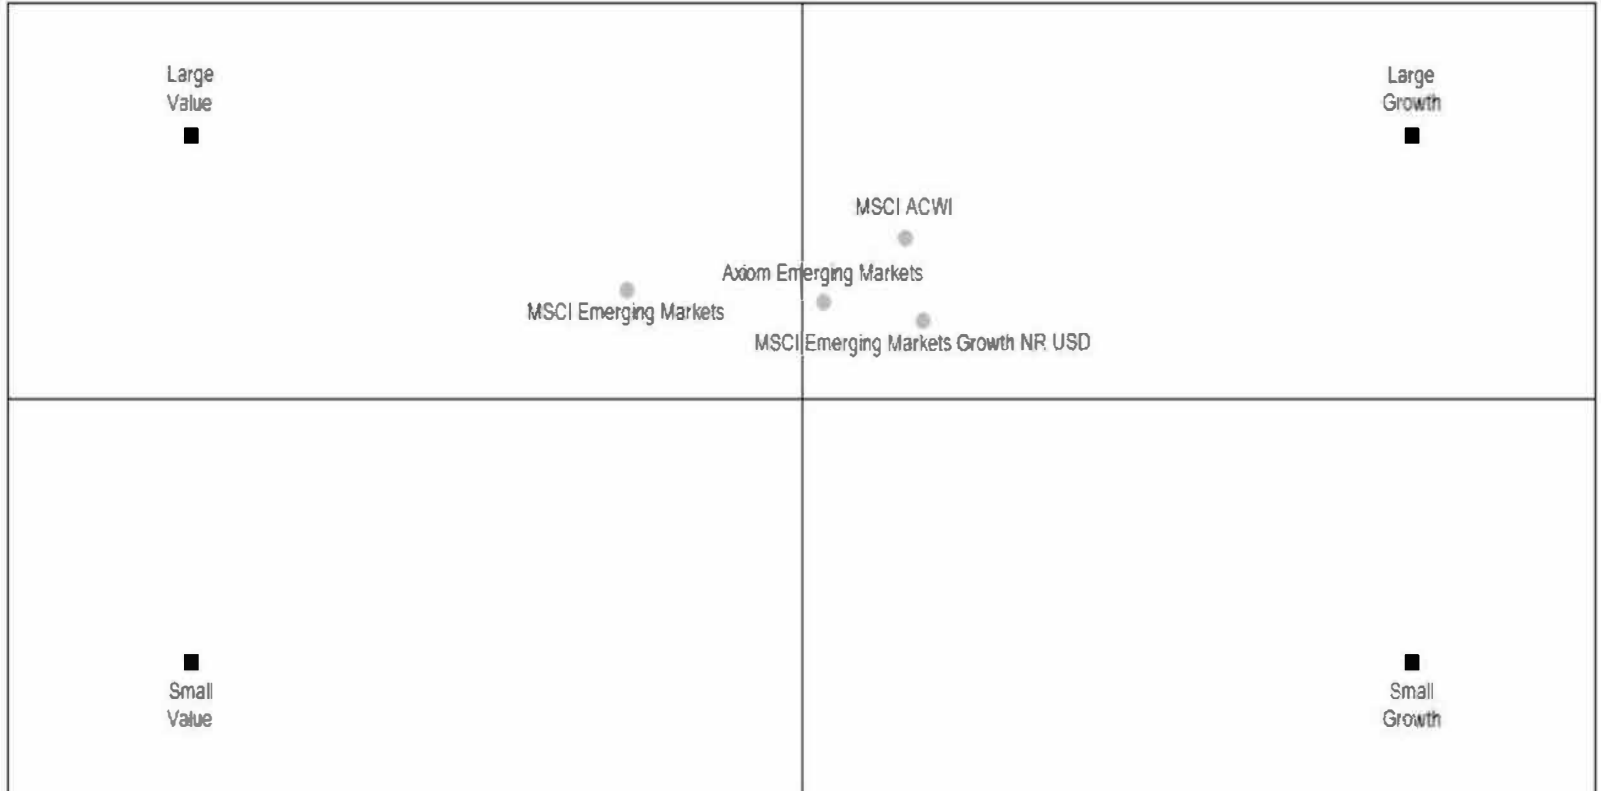 Large
Value
Large
Growth
MSCI ACWI
Axiom Emerging Markets
MSCI Emerging Markets
MSCI Emerging Markets Growth NR USD
Small
Value
Small
Growth